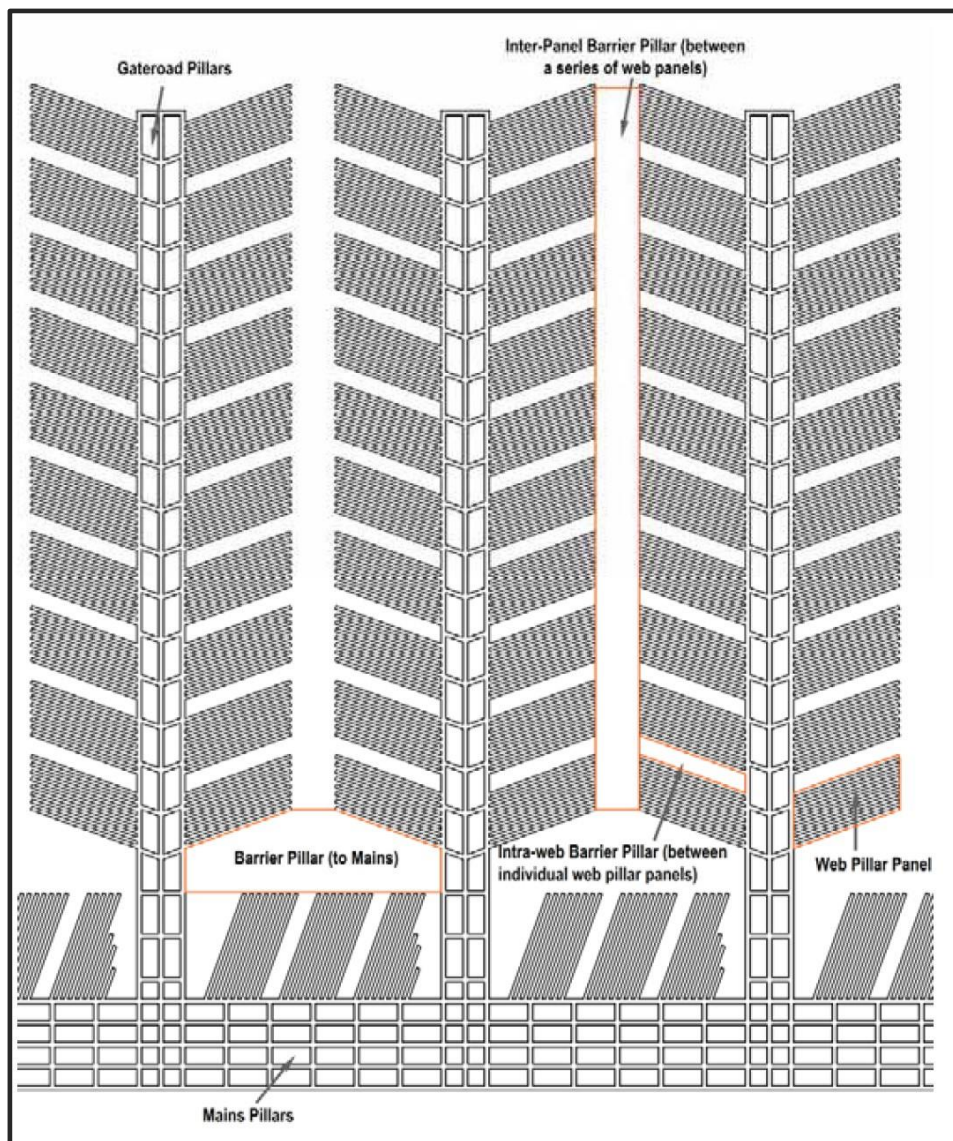 Gateroad Pillars
Inter-Panel Barrier Pillar (between
a series of web panels)
Barrier Pillar (to Mains)
Intra-web Barrier Pillar (between
individual web pillar panels)
Web Pillar Panel
Mains Pillars